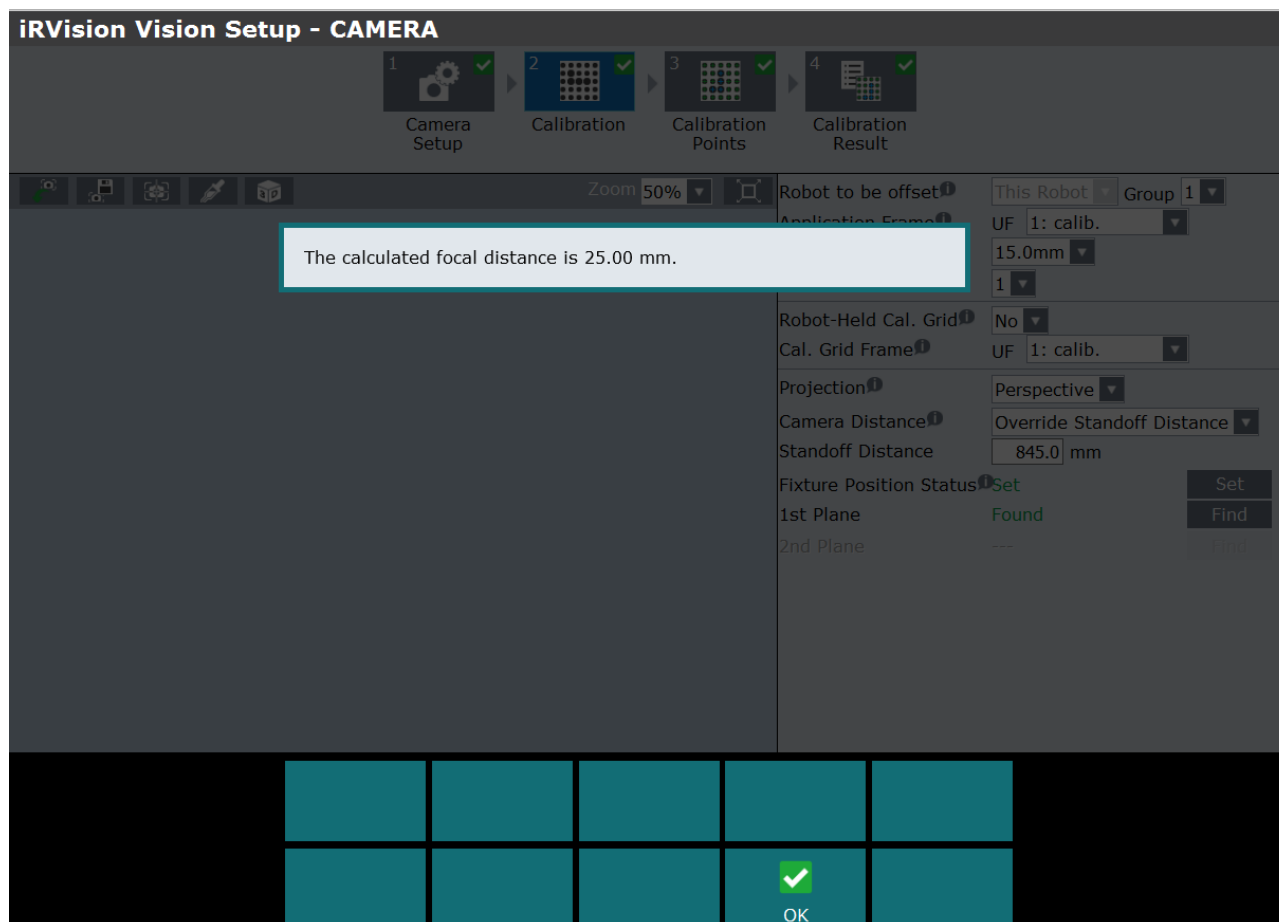 iRVision Vision Setup - CAMERA
1 2 3 4
Camera Setup
Calibration
Calibration Points
Calibration Result
Zoom 50%
Robot to be offset This Robot Group 1
Application Frame UF 1: calib.
The calculated focal distance is 25.00 mm.
15.0mm
1
Robot-Held Cal. Grid No
Cal. Grid Frame UF 1: calib.
Projection Perspective
Camera Distance Override Standoff Distance
Standoff Distance 845.0 mm
Fixture Position Status Set Set
1st Plane Found Find
2nd Plane --- Find
OK